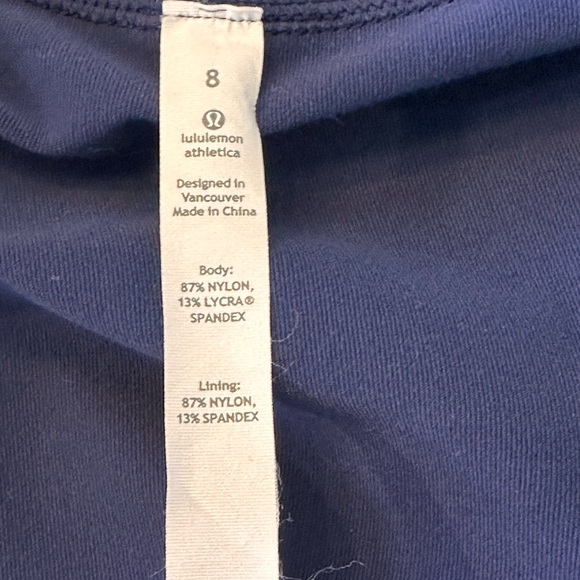 8
lululemon
athletica
Designed in
Vancouver
Made in China
Body:
87% NYLON,
13% LYCRA®
SPANDEX
Lining:
87% NYLON,
13% SPANDEX